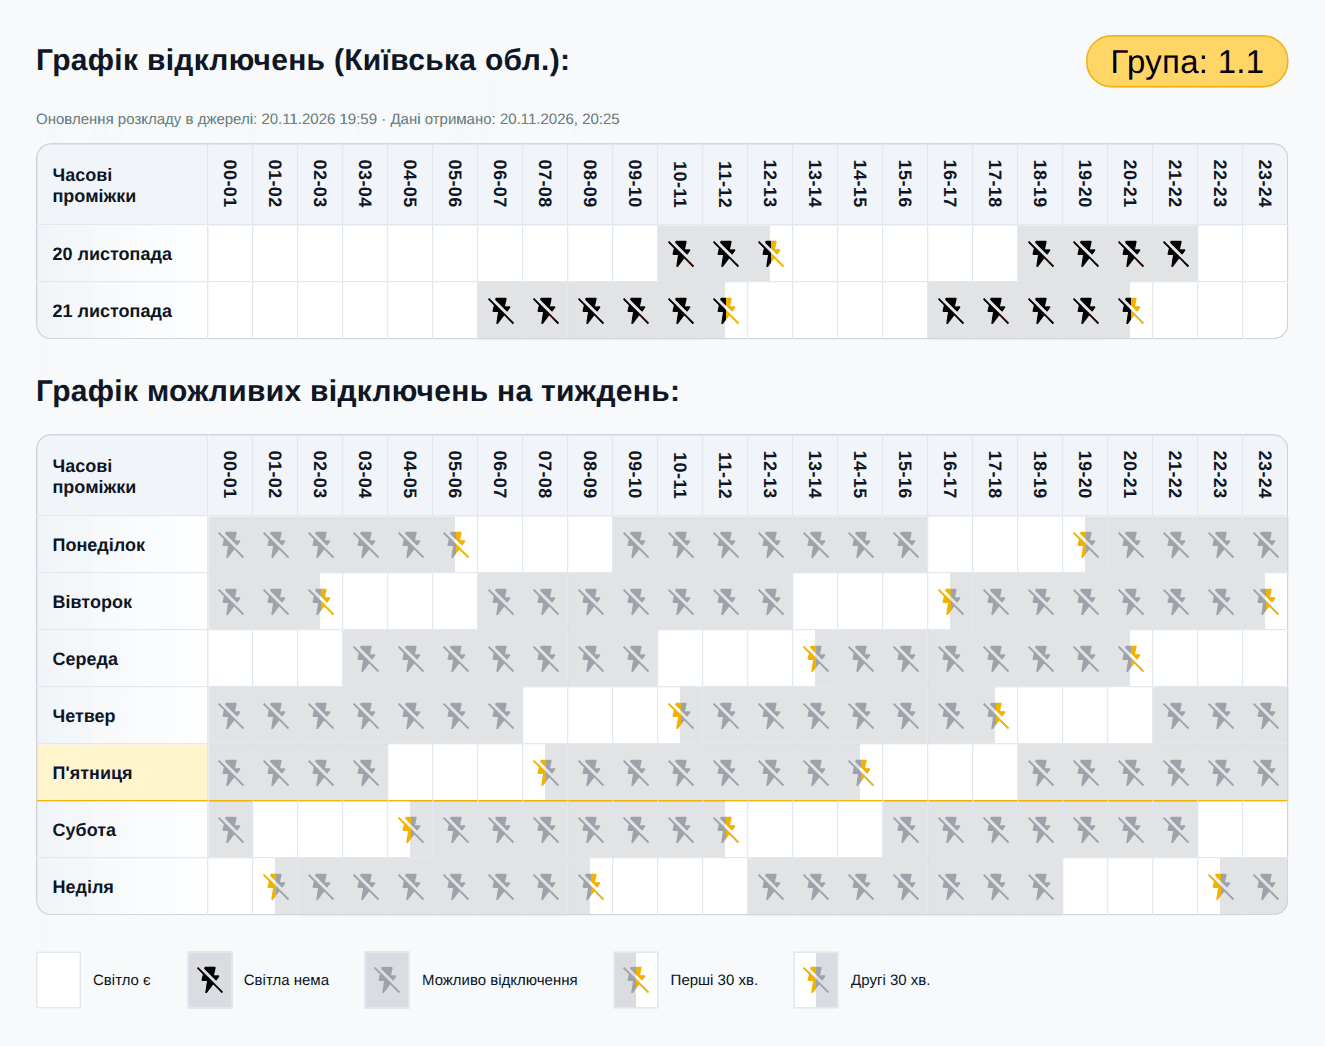 Графік відключень (Київська обл.):
Група: 1.1
Оновлення розкладу в джерелі: 20.11.2026 19:59 · Дані отримано: 20.11.2026, 20:25
Часові проміжки 00-01 01-02 02-03 03-04 04-05 05-06 06-07 07-08 08-09 09-10 10-11 11-12 12-13 13-14 14-15 15-16 16-17 17-18 18-19 19-20 20-21 21-22 22-23 23-24
20 листопада
21 листопада
Графік можливих відключень на тиждень:
Часові проміжки 00-01 01-02 02-03 03-04 04-05 05-06 06-07 07-08 08-09 09-10 10-11 11-12 12-13 13-14 14-15 15-16 16-17 17-18 18-19 19-20 20-21 21-22 22-23 23-24
Понеділок
Вівторок
Середа
Четвер
П'ятниця
Субота
Неділя
Світло є Світла нема Можливо відключення Перші 30 хв. Другі 30 хв.